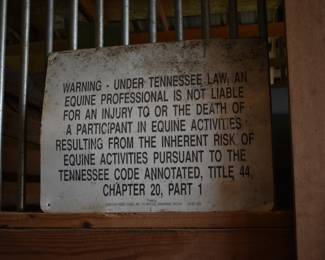 WARNING - UNDER TENNESSEE LAW, AN
EQUINE PROFESSIONAL IS NOT LIABLE
FOR AN INJURY TO OR THE DEATH OF
A PARTICIPANT IN EQUINE ACTIVITIES
RESULTING FROM THE INHERENT RISK OF
EQUINE ACTIVITIES PURSUANT TO THE
TENNESSEE CODE ANNOTATED, TITLE 44,
CHAPTER 20, PART 1